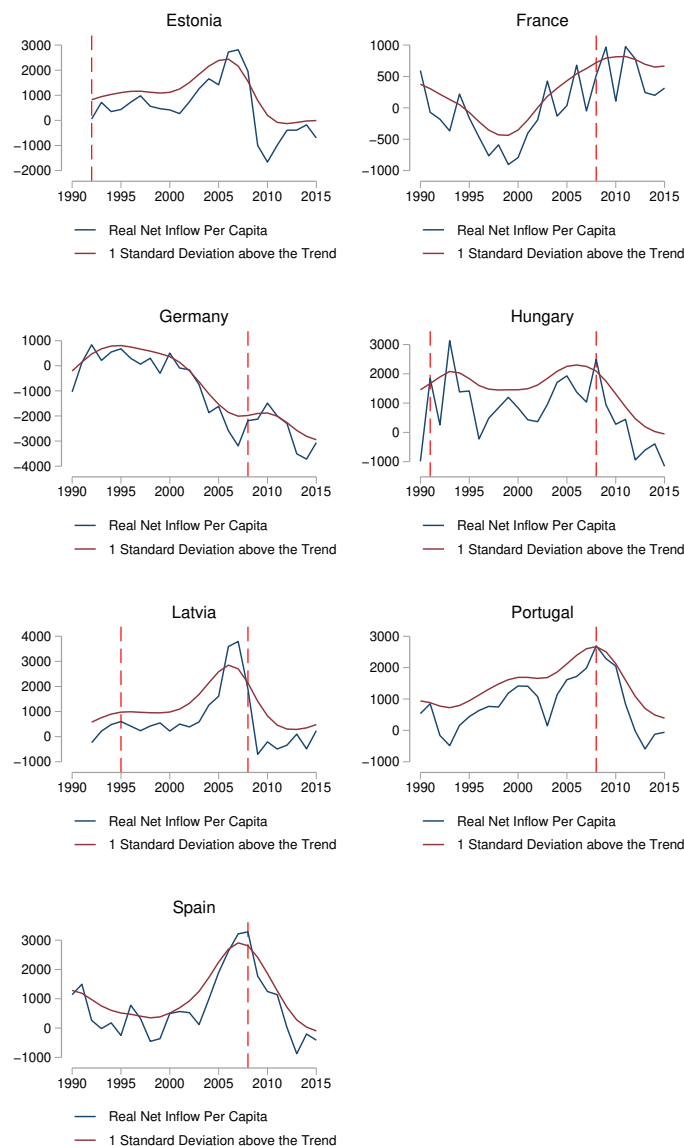 Estonia
3000
2000
1000
0
−1000
−2000
1990 1995 2000 2005 2010 2015
Real Net Inflow Per Capita
1 Standard Deviation above the Trend
France
1000
500
0
−500
−1000
1990 1995 2000 2005 2010 2015
Real Net Inflow Per Capita
1 Standard Deviation above the Trend
Germany
1000
0
−1000
−2000
−3000
−4000
1990 1995 2000 2005 2010 2015
Real Net Inflow Per Capita
1 Standard Deviation above the Trend
Hungary
3000
2000
1000
0
−1000
1990 1995 2000 2005 2010 2015
Real Net Inflow Per Capita
1 Standard Deviation above the Trend
Latvia
4000
3000
2000
1000
0
−1000
1990 1995 2000 2005 2010 2015
Real Net Inflow Per Capita
1 Standard Deviation above the Trend
Portugal
3000
2000
1000
0
−1000
1990 1995 2000 2005 2010 2015
Real Net Inflow Per Capita
1 Standard Deviation above the Trend
Spain
3000
2000
1000
0
−1000
1990 1995 2000 2005 2010 2015
Real Net Inflow Per Capita
1 Standard Deviation above the Trend